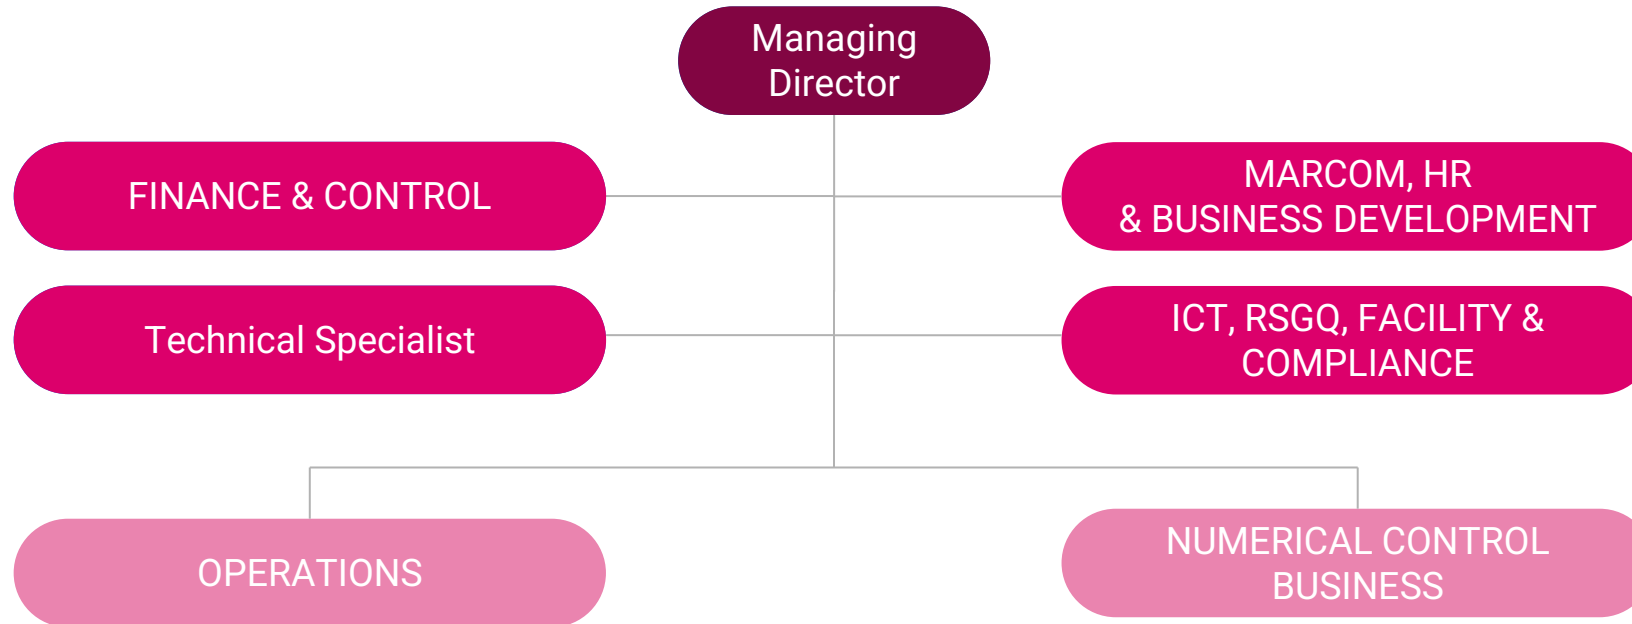 Managing
Director
FINANCE & CONTROL
MARCOM, HR
& BUSINESS DEVELOPMENT
Technical Specialist
ICT, RSGQ, FACILITY &
COMPLIANCE
OPERATIONS
NUMERICAL CONTROL
BUSINESS